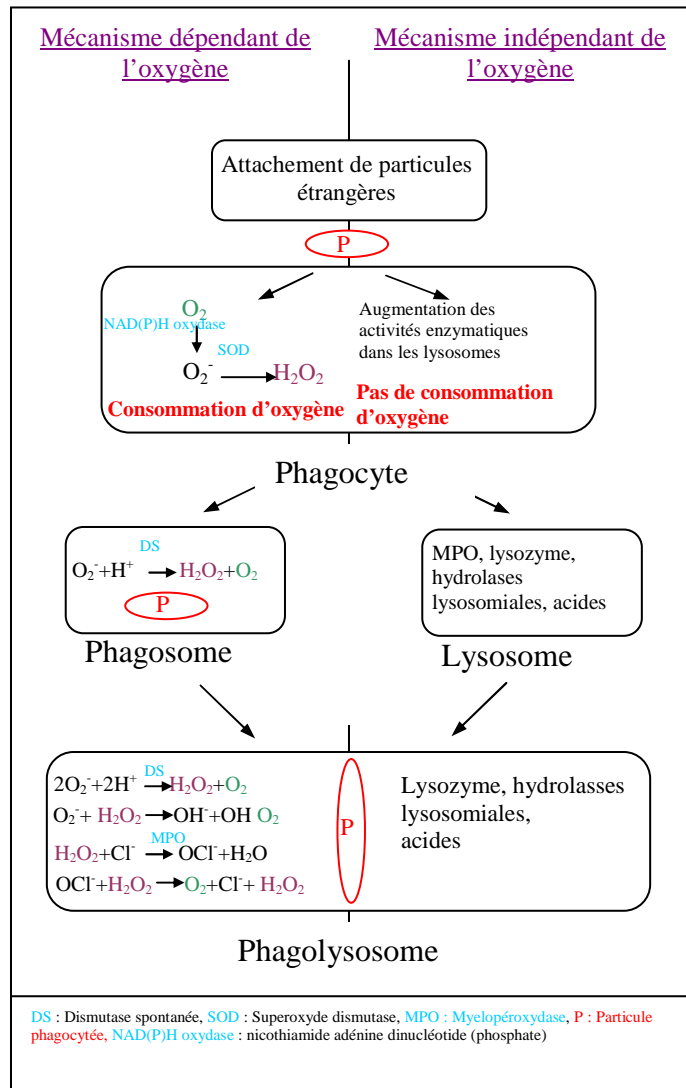 Mécanisme dépendant de
l’oxygène
Mécanisme indépendant de
l’oxygène
Attachement de particules
étrangères
P
O₂
NAD(P)H oxydase
SOD
O₂⁻ H₂O₂
Consommation d’oxygène
Augmentation des
activités enzymatiques
dans les lysosomes
Pas de consommation
d’oxygène
Phagocyte
DS
O₂⁻+H⁺ → H₂O₂+O₂
P
Phagosome
MPO, lysozyme,
hydrolases
lysosomiales, acides
Lysosome
DS
2O₂⁻+2H⁺ → H₂O₂+O₂
O₂⁻+ H₂O₂ → OH⁻+OH O₂
MPO
H₂O₂+Cl⁻ → OCl⁻+H₂O
OCl⁻+H₂O₂ → O₂+Cl⁻+ H₂O₂
P
Lysozyme, hydrolasses
lysosomiales,
acides
Phagolysosome
DS : Dismutase spontanée, SOD : Superoxyde dismutase, MPO : Myelopéroxydase, P : Particule
phagocytée, NAD(P)H oxydase : nicothiamide adénine dinucléotide (phosphate)